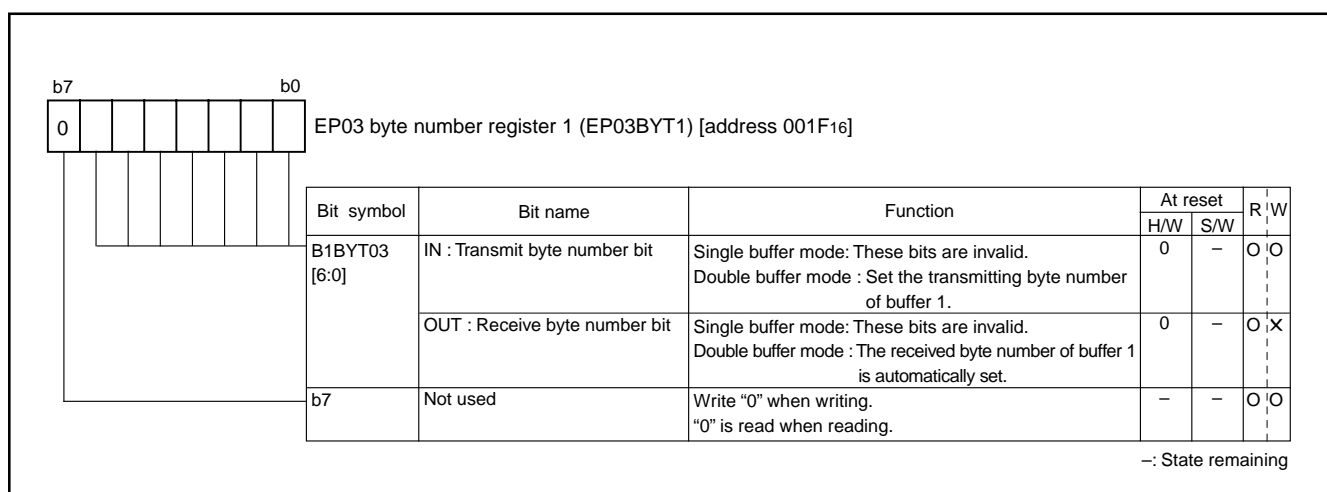 b7 b0
0 EP03 byte number register 1 (EP03BYT1) [address 001F16]
Bit symbol Bit name Function At reset R W
H/W S/W
B1BYT03 IN : Transmit byte number bit Single buffer mode: These bits are invalid. 0 – O O
[6:0] Double buffer mode : Set the transmitting byte number
of buffer 1.
OUT : Receive byte number bit Single buffer mode: These bits are invalid. 0 – O ×
Double buffer mode : The received byte number of buffer 1
is automatically set.
b7 Not used Write “0” when writing. – – O O
“0” is read when reading.
–: State remaining